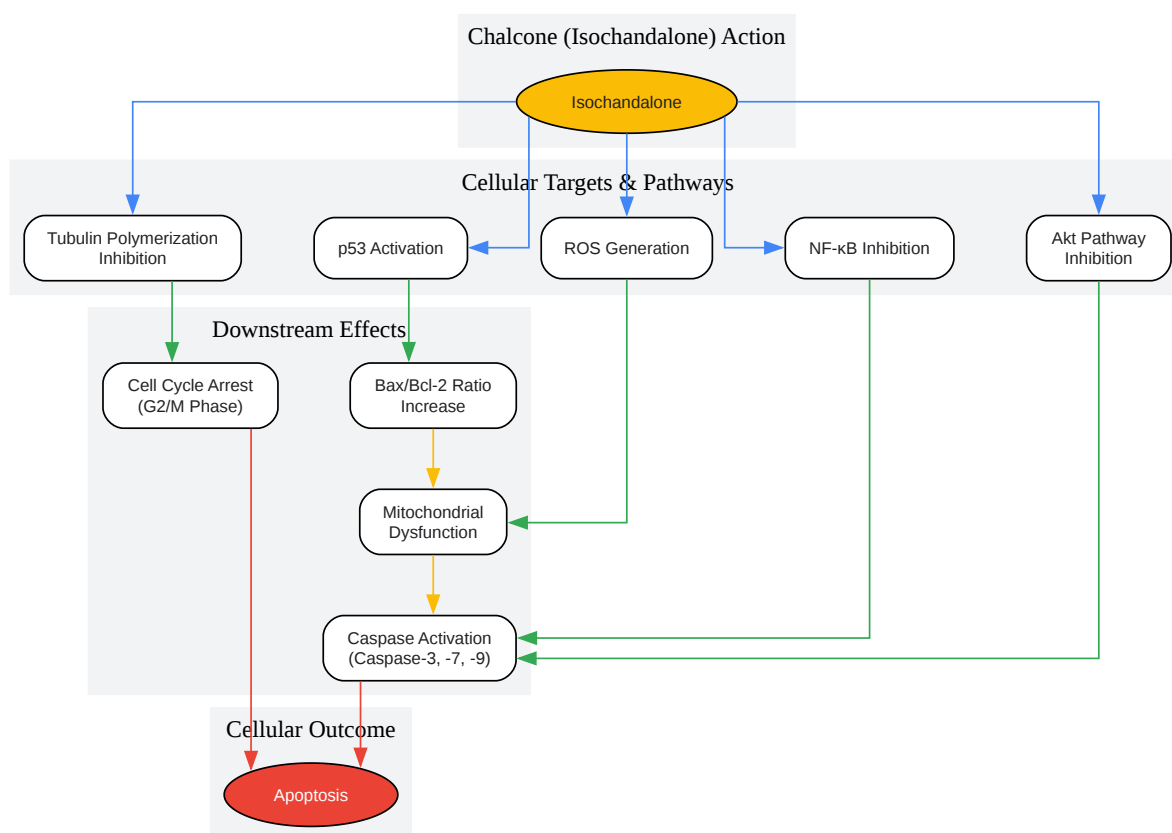 Chalcone (Isochandalone) Action
Isochandalone
Cellular Targets & Pathways
Tubulin Polymerization
Inhibition
p53 Activation
ROS Generation
NF-κB Inhibition
Akt Pathway
Inhibition
Downstream Effects
Cell Cycle Arrest
(G2/M Phase)
Bax/Bcl-2 Ratio
Increase
Mitochondrial
Dysfunction
Caspase Activation
(Caspase-3, -7, -9)
Cellular Outcome
Apoptosis